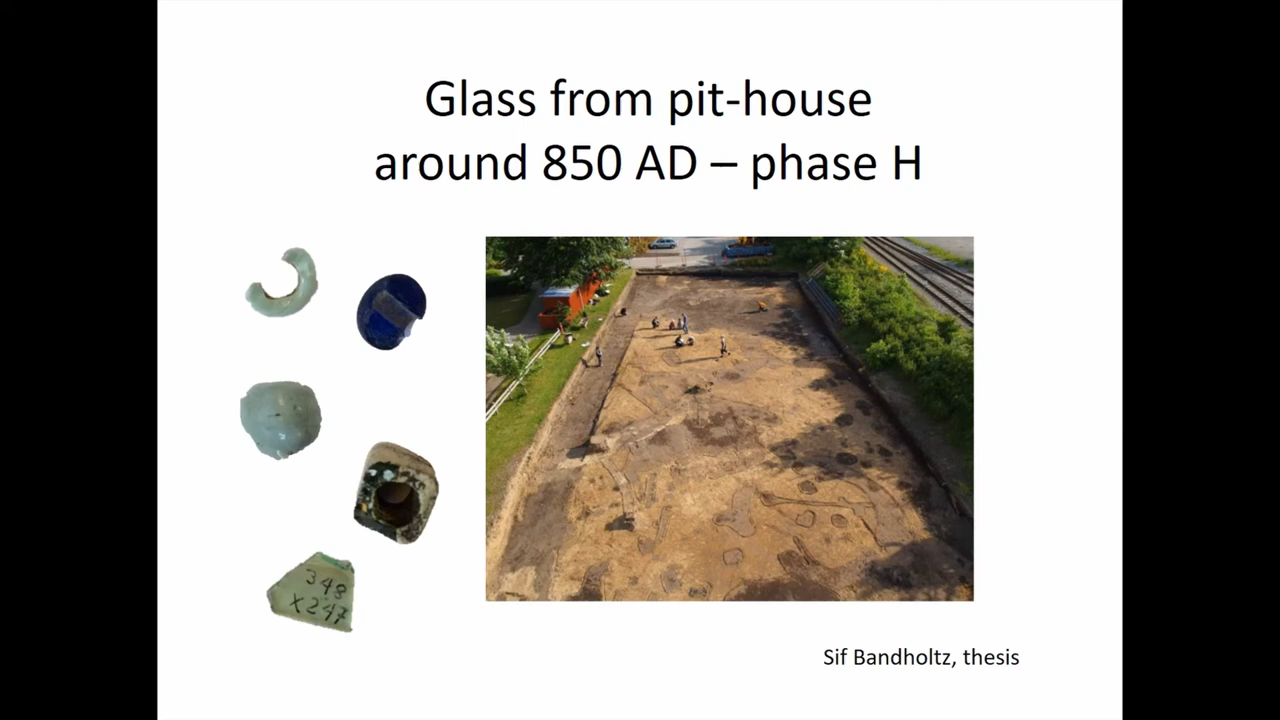 Glass from pit-house
around 850 AD – phase H
348
x247
Sif Bandholtz, thesis